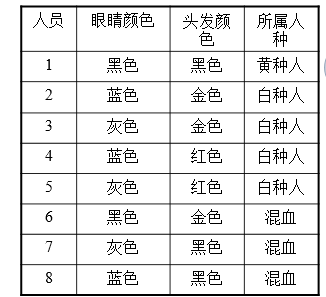 人员 眼睛颜色 头发颜色 所属人种
1 黑色 黑色 黄种人
2 蓝色 金色 白种人
3 灰色 金色 白种人
4 蓝色 红色 白种人
5 灰色 红色 白种人
6 黑色 金色 混血
7 灰色 黑色 混血
8 蓝色 黑色 混血